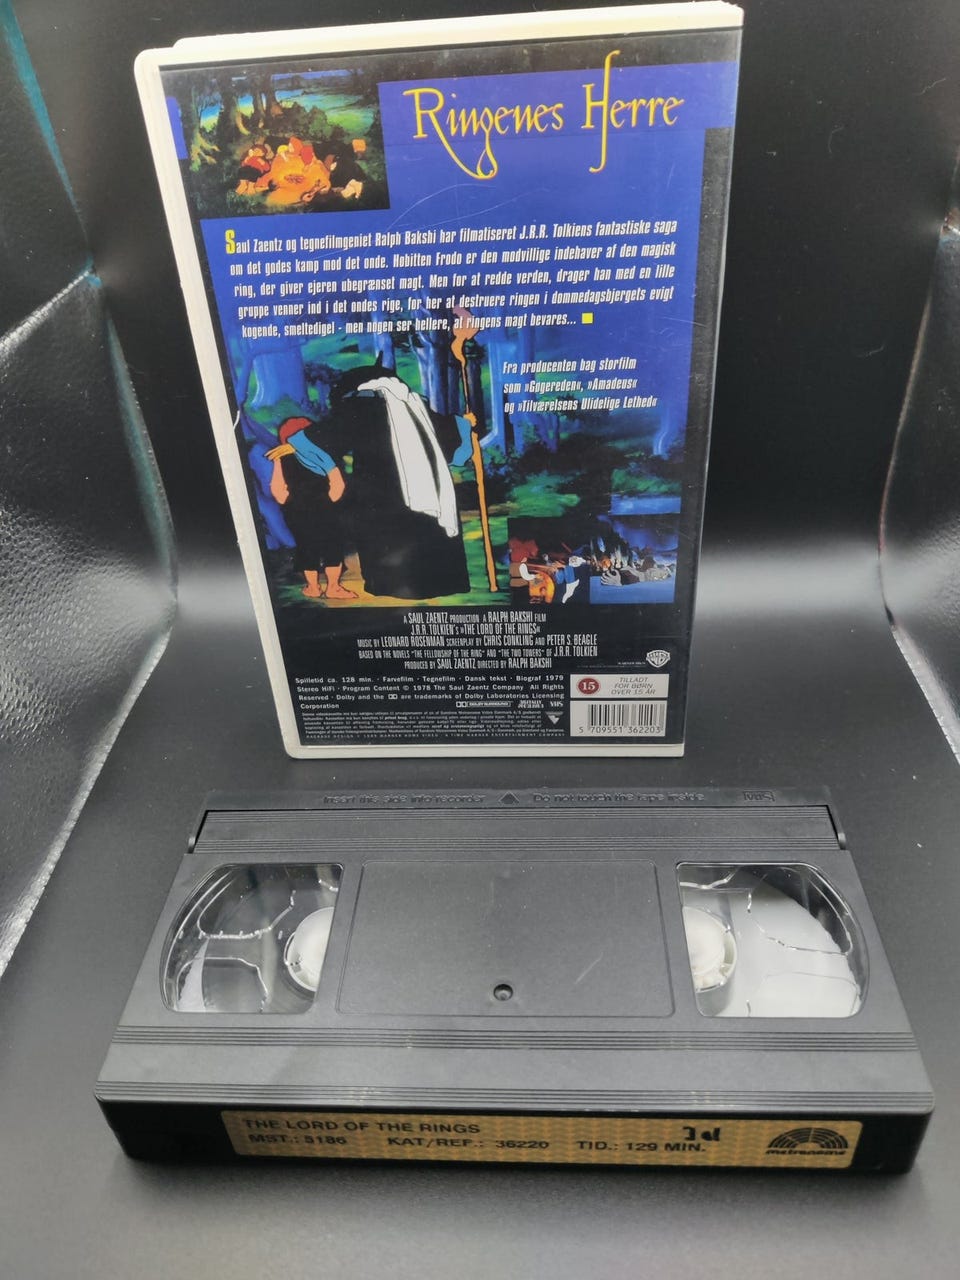 Ringenes Herre
Saul Zaentz og tegnefilmgeniet Ralph Bakshi har filmatiseret J.R.R. Tolkiens fantastiske saga
om det godes kamp mod det onde. Hobitten Frodo er den modvillige indehaver af den magisk
ring, der giver ejeren ubegrænset magt. Men for at redde verden, drager han med en lille
gruppe venner ind i det ondes rige, for her at destruere ringen i dommedagsbjergets evigt
kogende, smeltedigel - men nogen ser hellere, at ringens magt bevares...
Fra producenten bag storfilm
som »Gøgereden«, »Amadeus«
og »Tilværelsens Ulidelige Lethed«
A SAUL ZAENTZ PRODUCTION A RALPH BAKSHI FILM
J.R.R. TOLKIEN's »THE LORD OF THE RINGS«
MUSIC BY LEONARD ROSENMAN SCREENPLAY BY CHRIS CONKLING AND PETER S. BEAGLE
BASED ON THE NOVELS "THE FELLOWSHIP OF THE RING" AND "THE TWO TOWERS" OF J.R.R. TOLKIEN
PRODUCED BY SAUL ZAENTZ DIRECTED BY RALPH BAKSHI
Spilletid ca. 128 min. · Farvefilm · Tegnefilm · Dansk tekst · Biograf 1979
Stereo HiFi · Program Content © 1978 The Saul Zaentz Company All Rights
Reserved · Dolby and the DD are trademarks of Dolby Laboratories Licensing
Corporation
DOLBY SURROUND
VHS
15
TILLADT
FOR BØRN
OVER 15 ÅR
5 709551 362203
Insert this side into recorder Do not touch the tape inside VHS
THE LORD OF THE RINGS
MST.: 5186 KAT/REF.: 36220 TID.: 129 MIN.
metronome